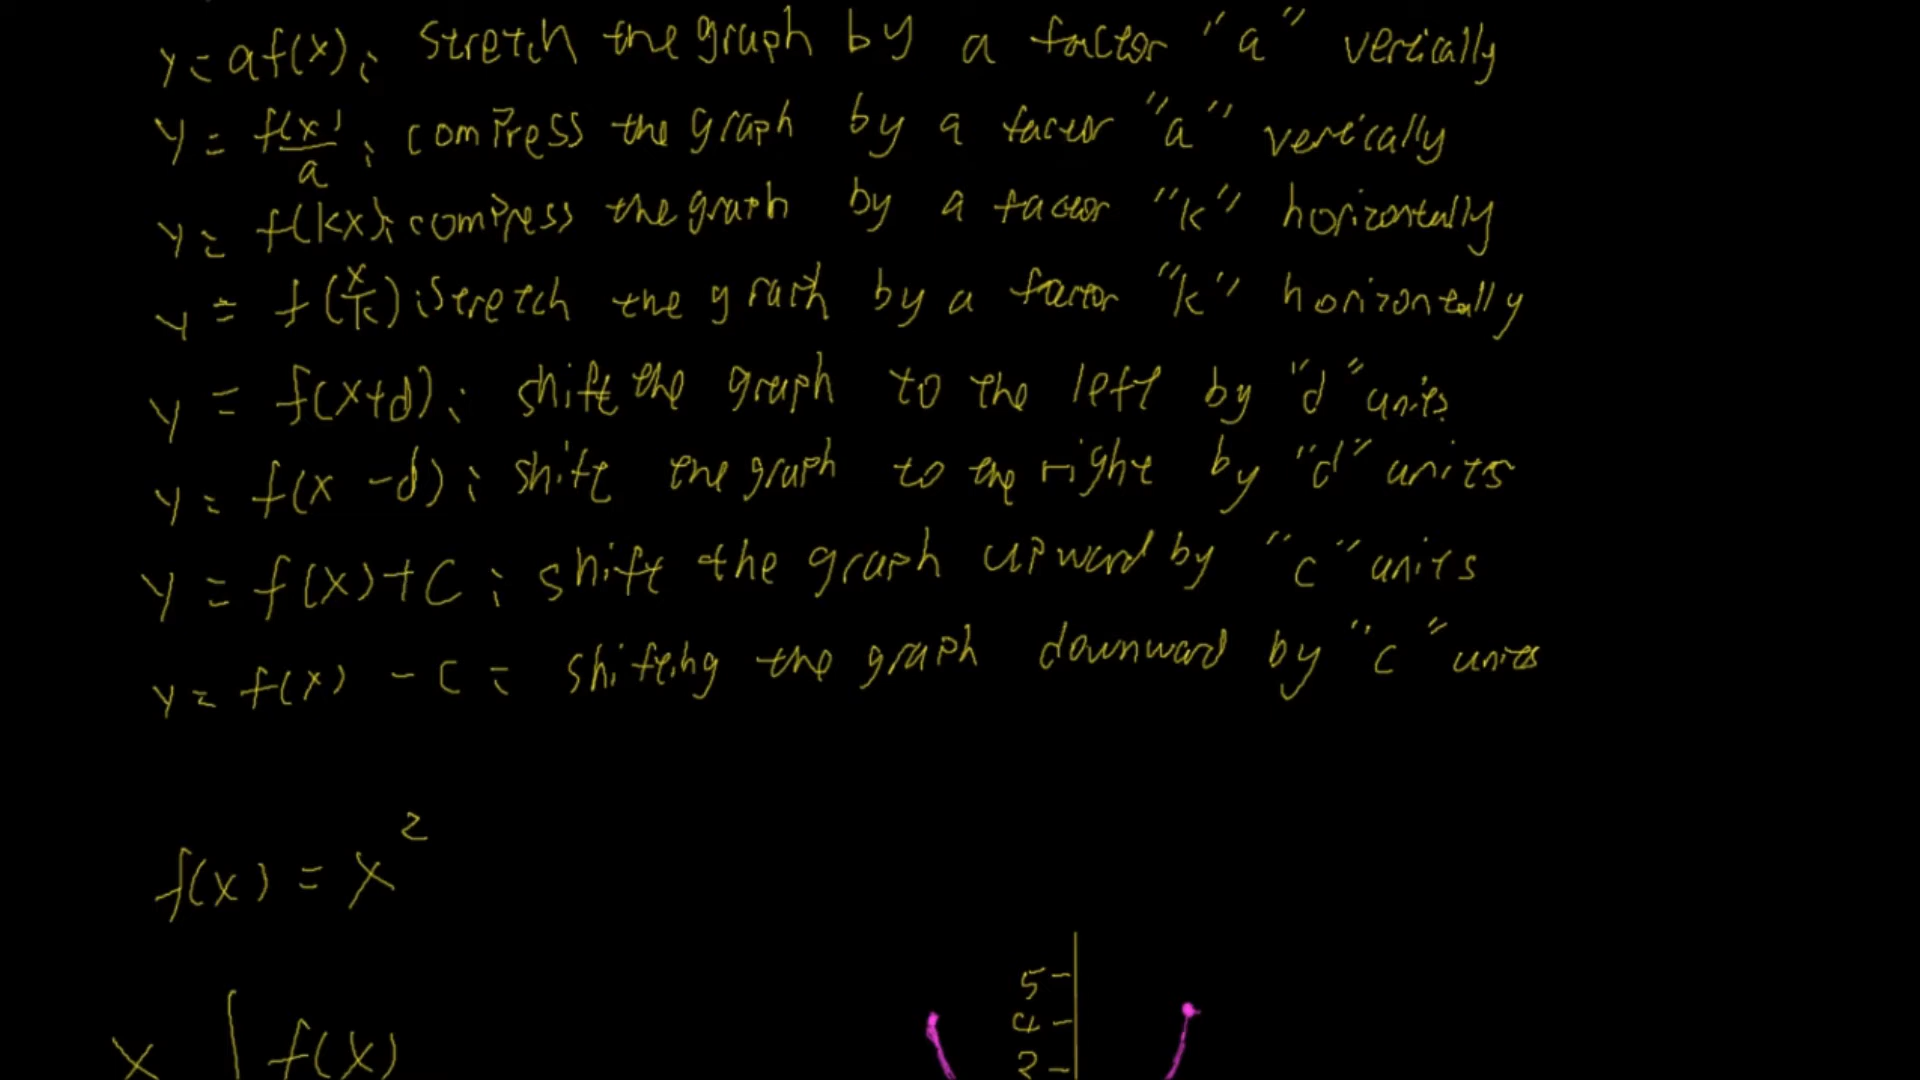 y = af(x): stretch the graph by a factor "a" vertically
y = f(x)/a : compress the graph by a factor "a" vertically
y = f(kx): compress the graph by a factor "k" horizontally
y = f(x/k) : stretch the graph by a factor "k" horizontally
y = f(x+d): shift the graph to the left by "d" units
y = f(x -d): shift the graph to the right by "d" units
y = f(x)+C : shift the graph upward by "c" units
y = f(x) - C = shifting the graph downward by "c" units
f(x) = x²
5
4
x | f(x)